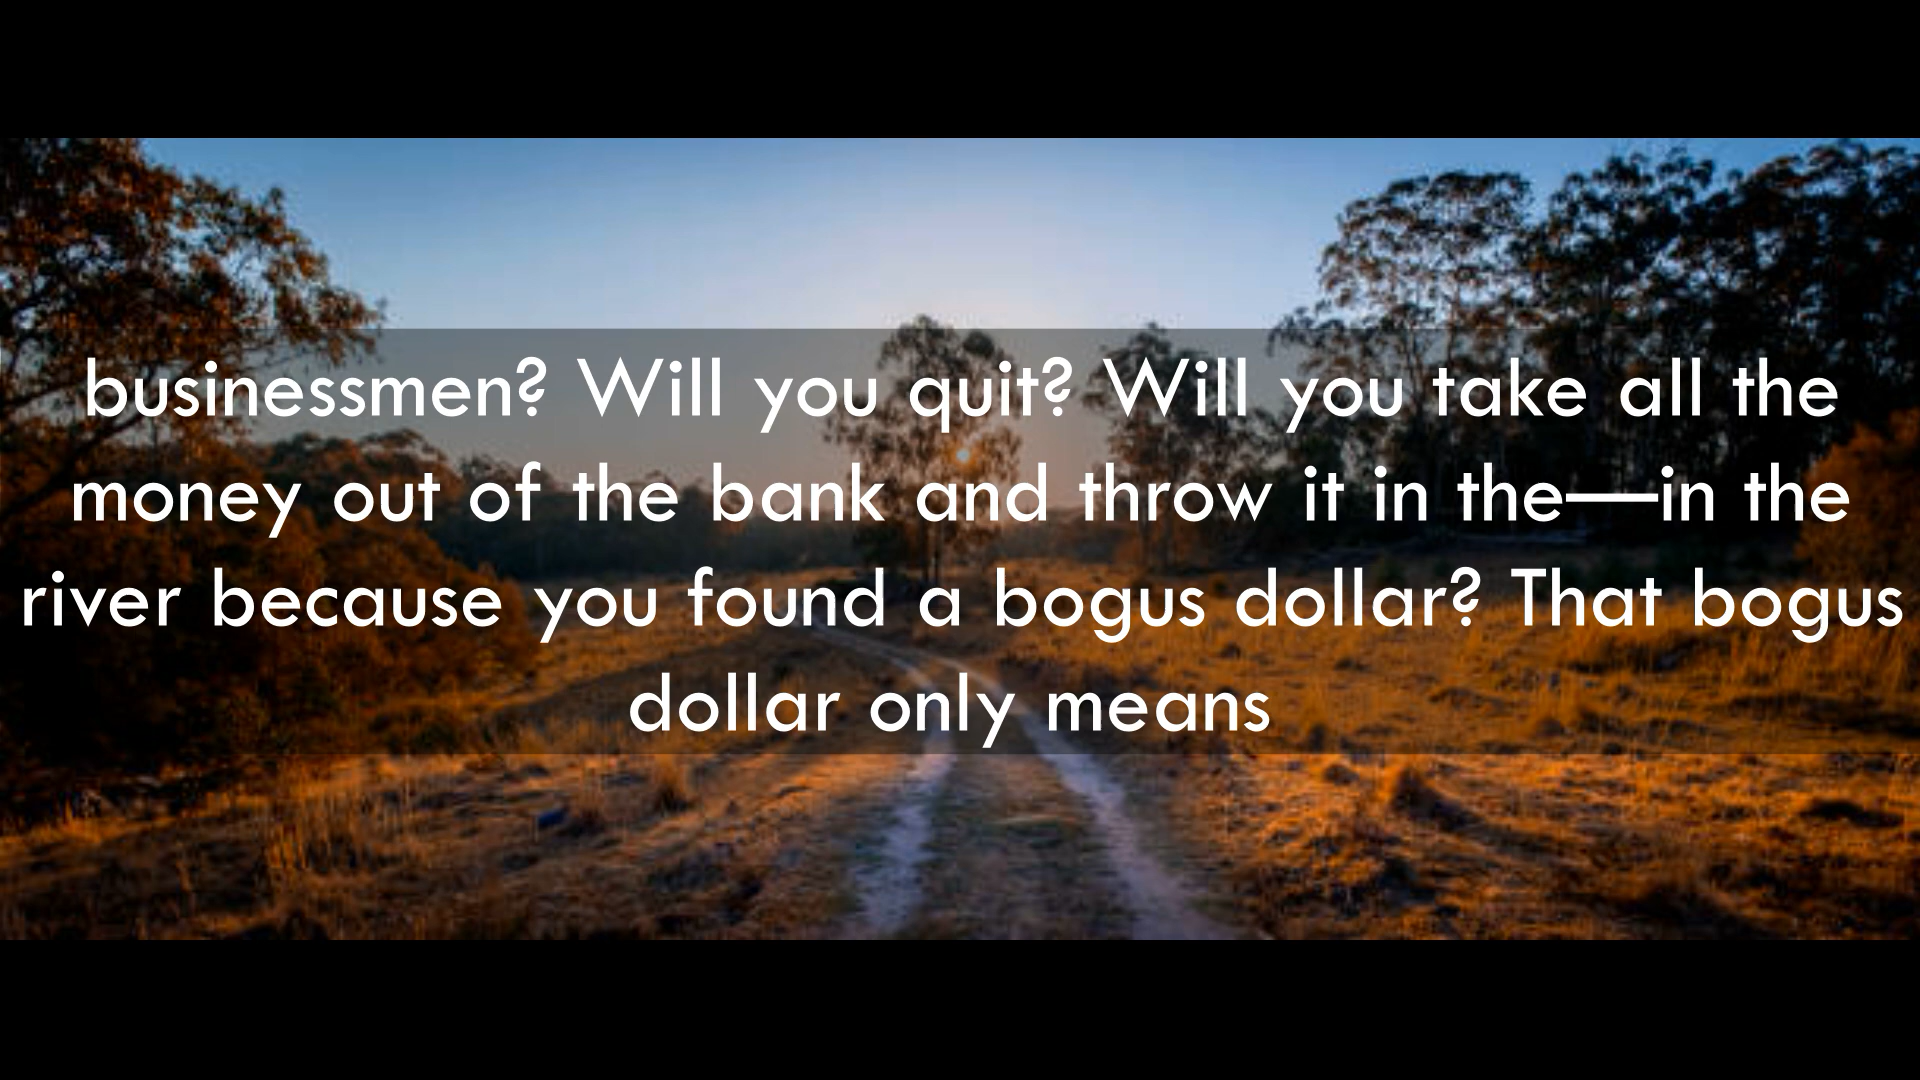 businessmen? Will you quit? Will you take all the
money out of the bank and throw it in the—in the
river because you found a bogus dollar? That bogus
dollar only means